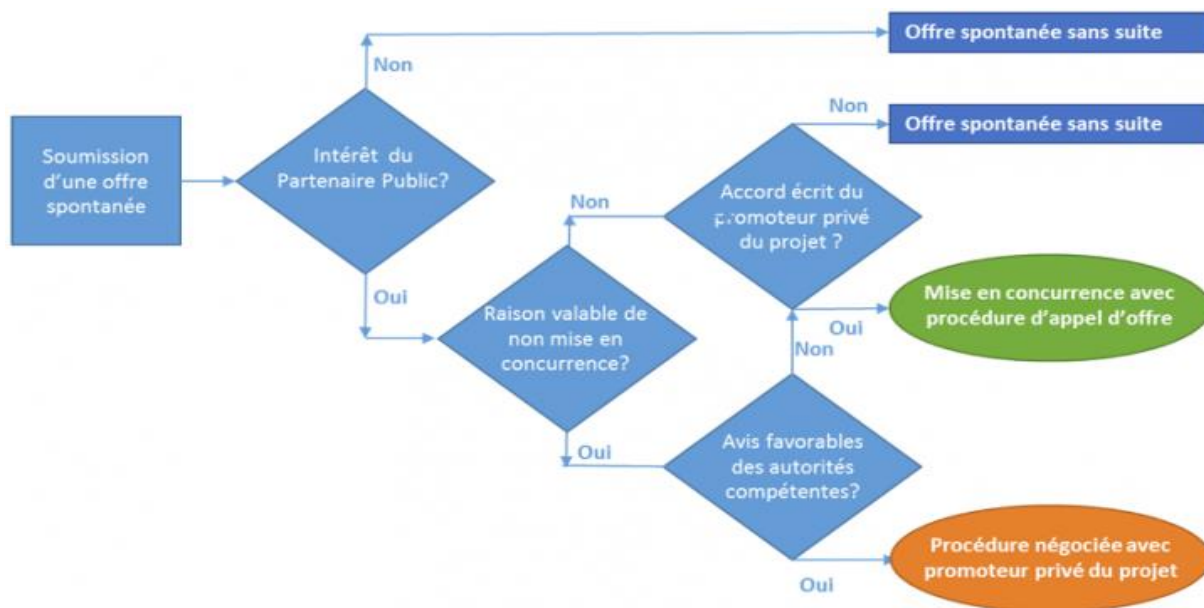 Offre spontanée sans suite
Non
Non
Offre spontanée sans suite
Soumission
d'une offre
spontanée
Intérêt du
Partenaire Public?
Accord écrit du
promoteur privé
du projet ?
Non
Oui
Raison valable de
non mise en
concurrence?
Mise en concurrence avec
procédure d'appel d'offre
Oui
Non
Oui
Avis favorables
des autorités
compétentes?
Procédure négociée avec
promoteur privé du projet
Oui